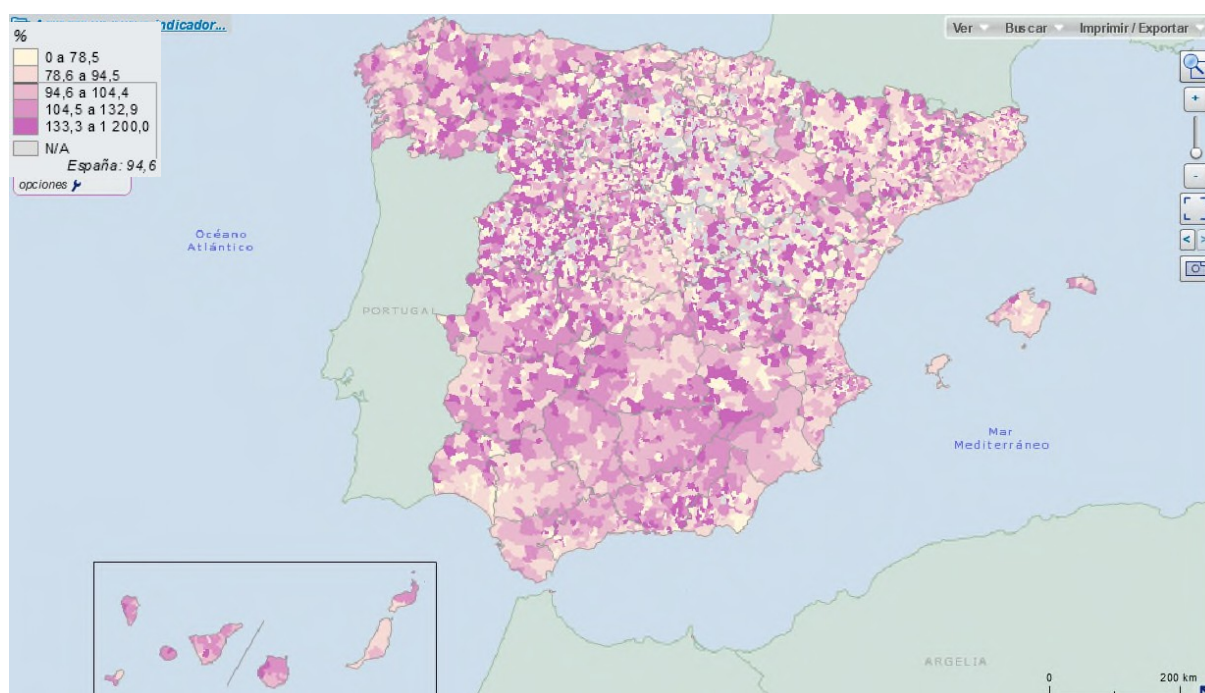 indicador...
%
0 a 78,5
78,6 a 94,5
94,6 a 104,4
104,5 a 132,9
133,3 a 1 200,0
N/A
España: 94,6
opciones
Ver Buscar Imprimir / Exportar
+
-
< >
Océano
Atlántico
PORTUGAL
Mar
Mediterráneo
ARGELIA
0 200 km